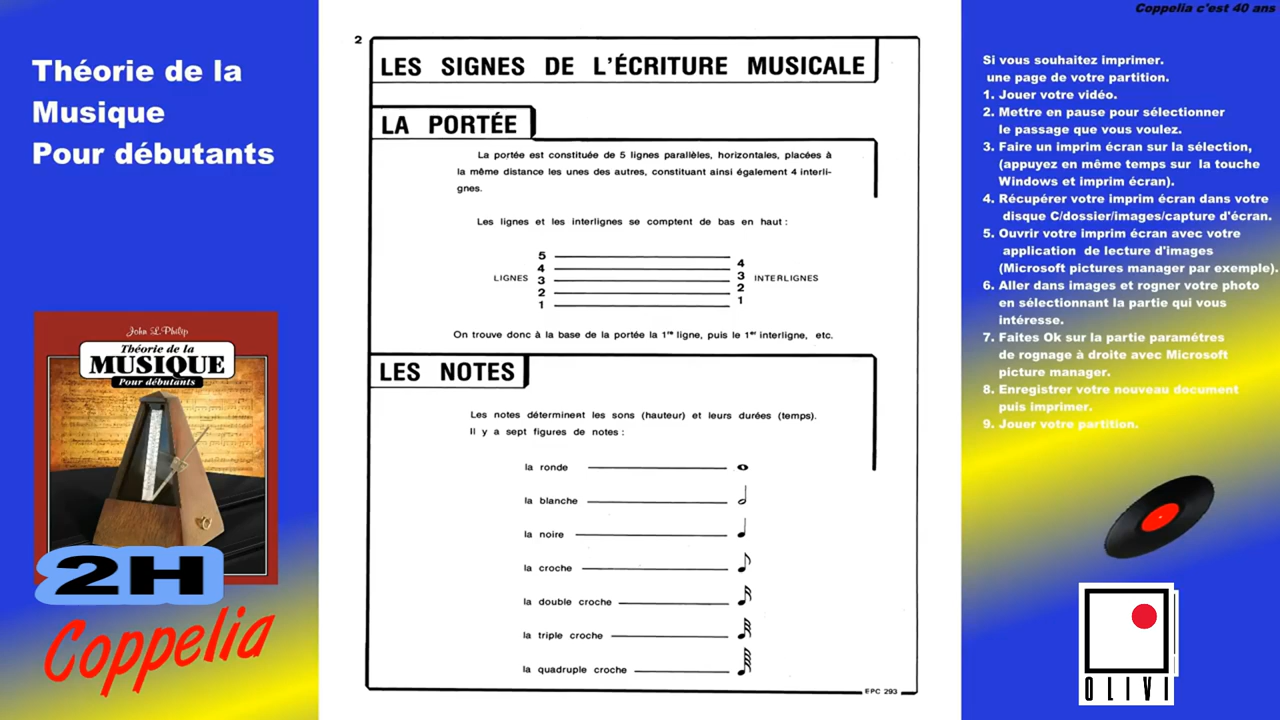 Coppelia c'est 40 ans
Théorie de la
Musique
Pour débutants
John L. Philip
Théorie de la
MUSIQUE
Pour débutants
2H
Coppelia
2
LES SIGNES DE L'ÉCRITURE MUSICALE
LA PORTÉE
La portée est constituée de 5 lignes parallèles, horizontales, placées à
la même distance les unes des autres, constituant ainsi également 4 interli-
gnes.
Les lignes et les interlignes se comptent de bas en haut :
5
4
3
2
1
LIGNES
4
3
2
1
INTERLIGNES
On trouve donc à la base de la portée la 1re ligne, puis le 1er interligne, etc.
LES NOTES
Les notes déterminent les sons (hauteur) et leurs durées (temps).
Il y a sept figures de notes :
la ronde
la blanche
la noire
la croche
la double croche
la triple croche
la quadruple croche
EPC 293
Si vous souhaitez imprimer.
une page de votre partition.
1. Jouer votre vidéo.
2. Mettre en pause pour sélectionner
le passage que vous voulez.
3. Faire un imprim écran sur la sélection,
(appuyez en même temps sur la touche
Windows et imprim écran).
4. Récupérer votre imprim écran dans votre
disque C/dossier/images/capture d'écran.
5. Ouvrir votre imprim écran avec votre
application de lecture d'images
(Microsoft pictures manager par exemple).
6. Aller dans images et rogner votre photo
en sélectionnant la partie qui vous
intéresse.
7. Faites Ok sur la partie paramétres
de rognage à droite avec Microsoft
picture manager.
8. Enregistrer votre nouveau document
puis imprimer.
9. Jouer votre partition.
OLIVI